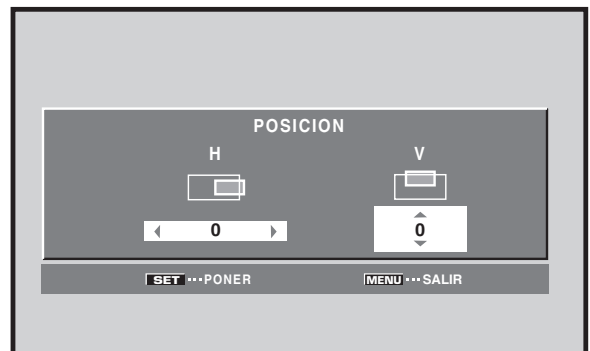 POSICION
H V
0 0
SET ···PONER MENU ··· SALIR